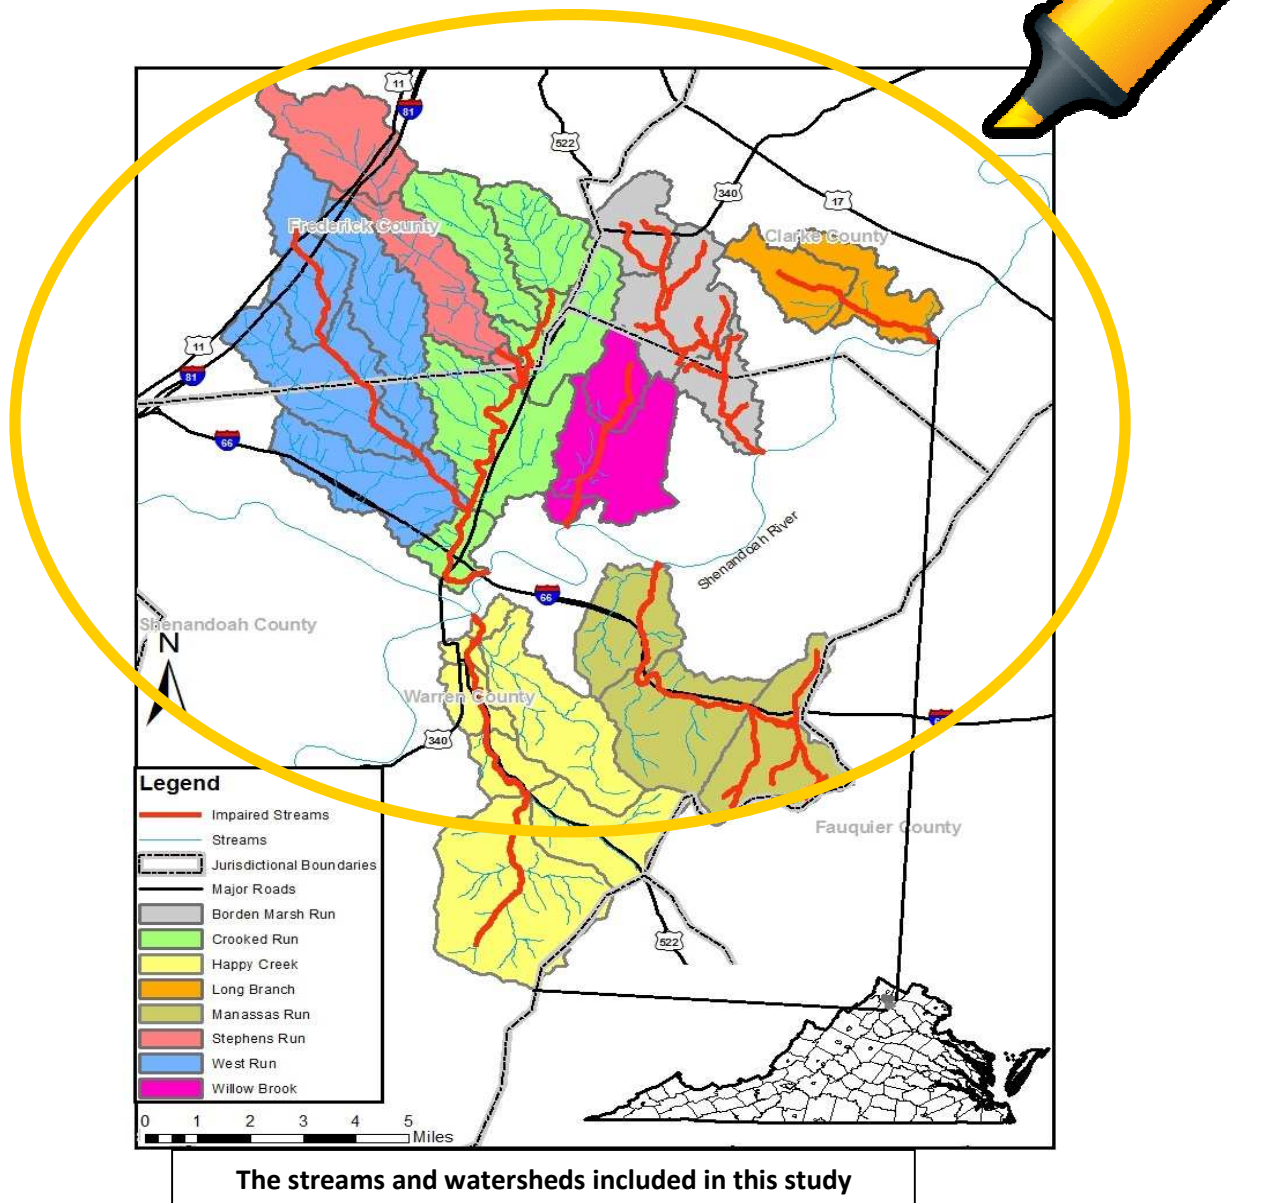 11
81
522
340
17
Frederick County
Clarke County
11
81
66
Shenandoah River
66
Shenandoah County
N
Warren County
340
Legend
Impaired Streams
Streams
Jurisdictional Boundaries
Major Roads
Borden Marsh Run
Crooked Run
Happy Creek
Long Branch
Manassas Run
Stephens Run
West Run
Willow Brook
Fauquier County
522
0 1 2 3 4 5
Miles
The streams and watersheds included in this study